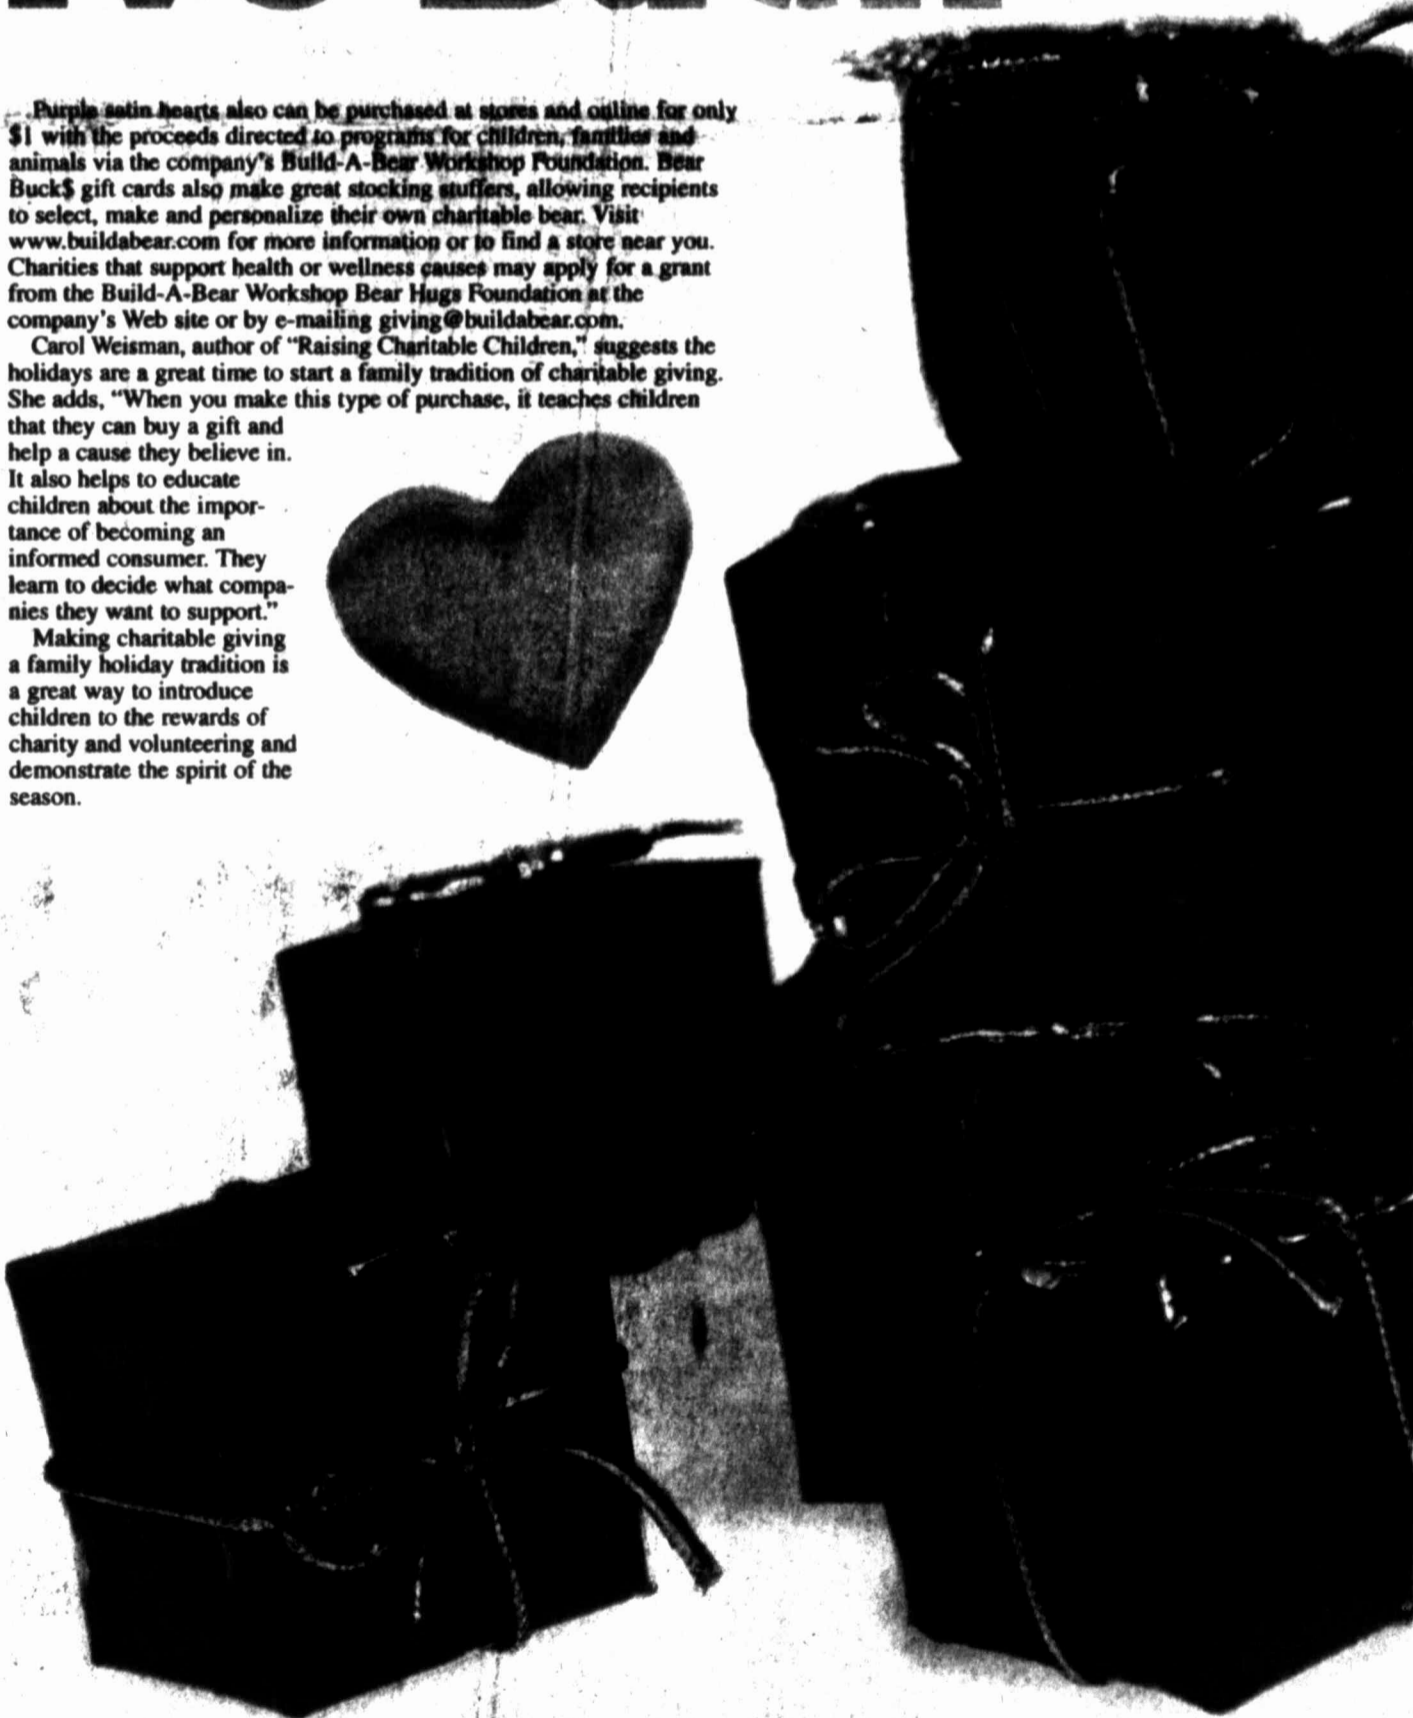 Purple satin hearts also can be purchased at stores and online for only
$1 with the proceeds directed to programs for children, families and
animals via the company's Build-A-Bear Workshop Foundation. Bear
Buck$ gift cards also make great stocking stuffers, allowing recipients
to select, make and personalize their own charitable bear. Visit
www.buildabear.com for more information or to find a store near you.
Charities that support health or wellness causes may apply for a grant
from the Build-A-Bear Workshop Bear Hugs Foundation at the
company's Web site or by e-mailing giving@buildabear.com.
Carol Weisman, author of “Raising Charitable Children,” suggests the
holidays are a great time to start a family tradition of charitable giving.
She adds, “When you make this type of purchase, it teaches children
that they can buy a gift and
help a cause they believe in.
It also helps to educate
children about the impor-
tance of becoming an
informed consumer. They
learn to decide what compa-
nies they want to support.”
Making charitable giving
a family holiday tradition is
a great way to introduce
children to the rewards of
charity and volunteering and
demonstrate the spirit of the
season.